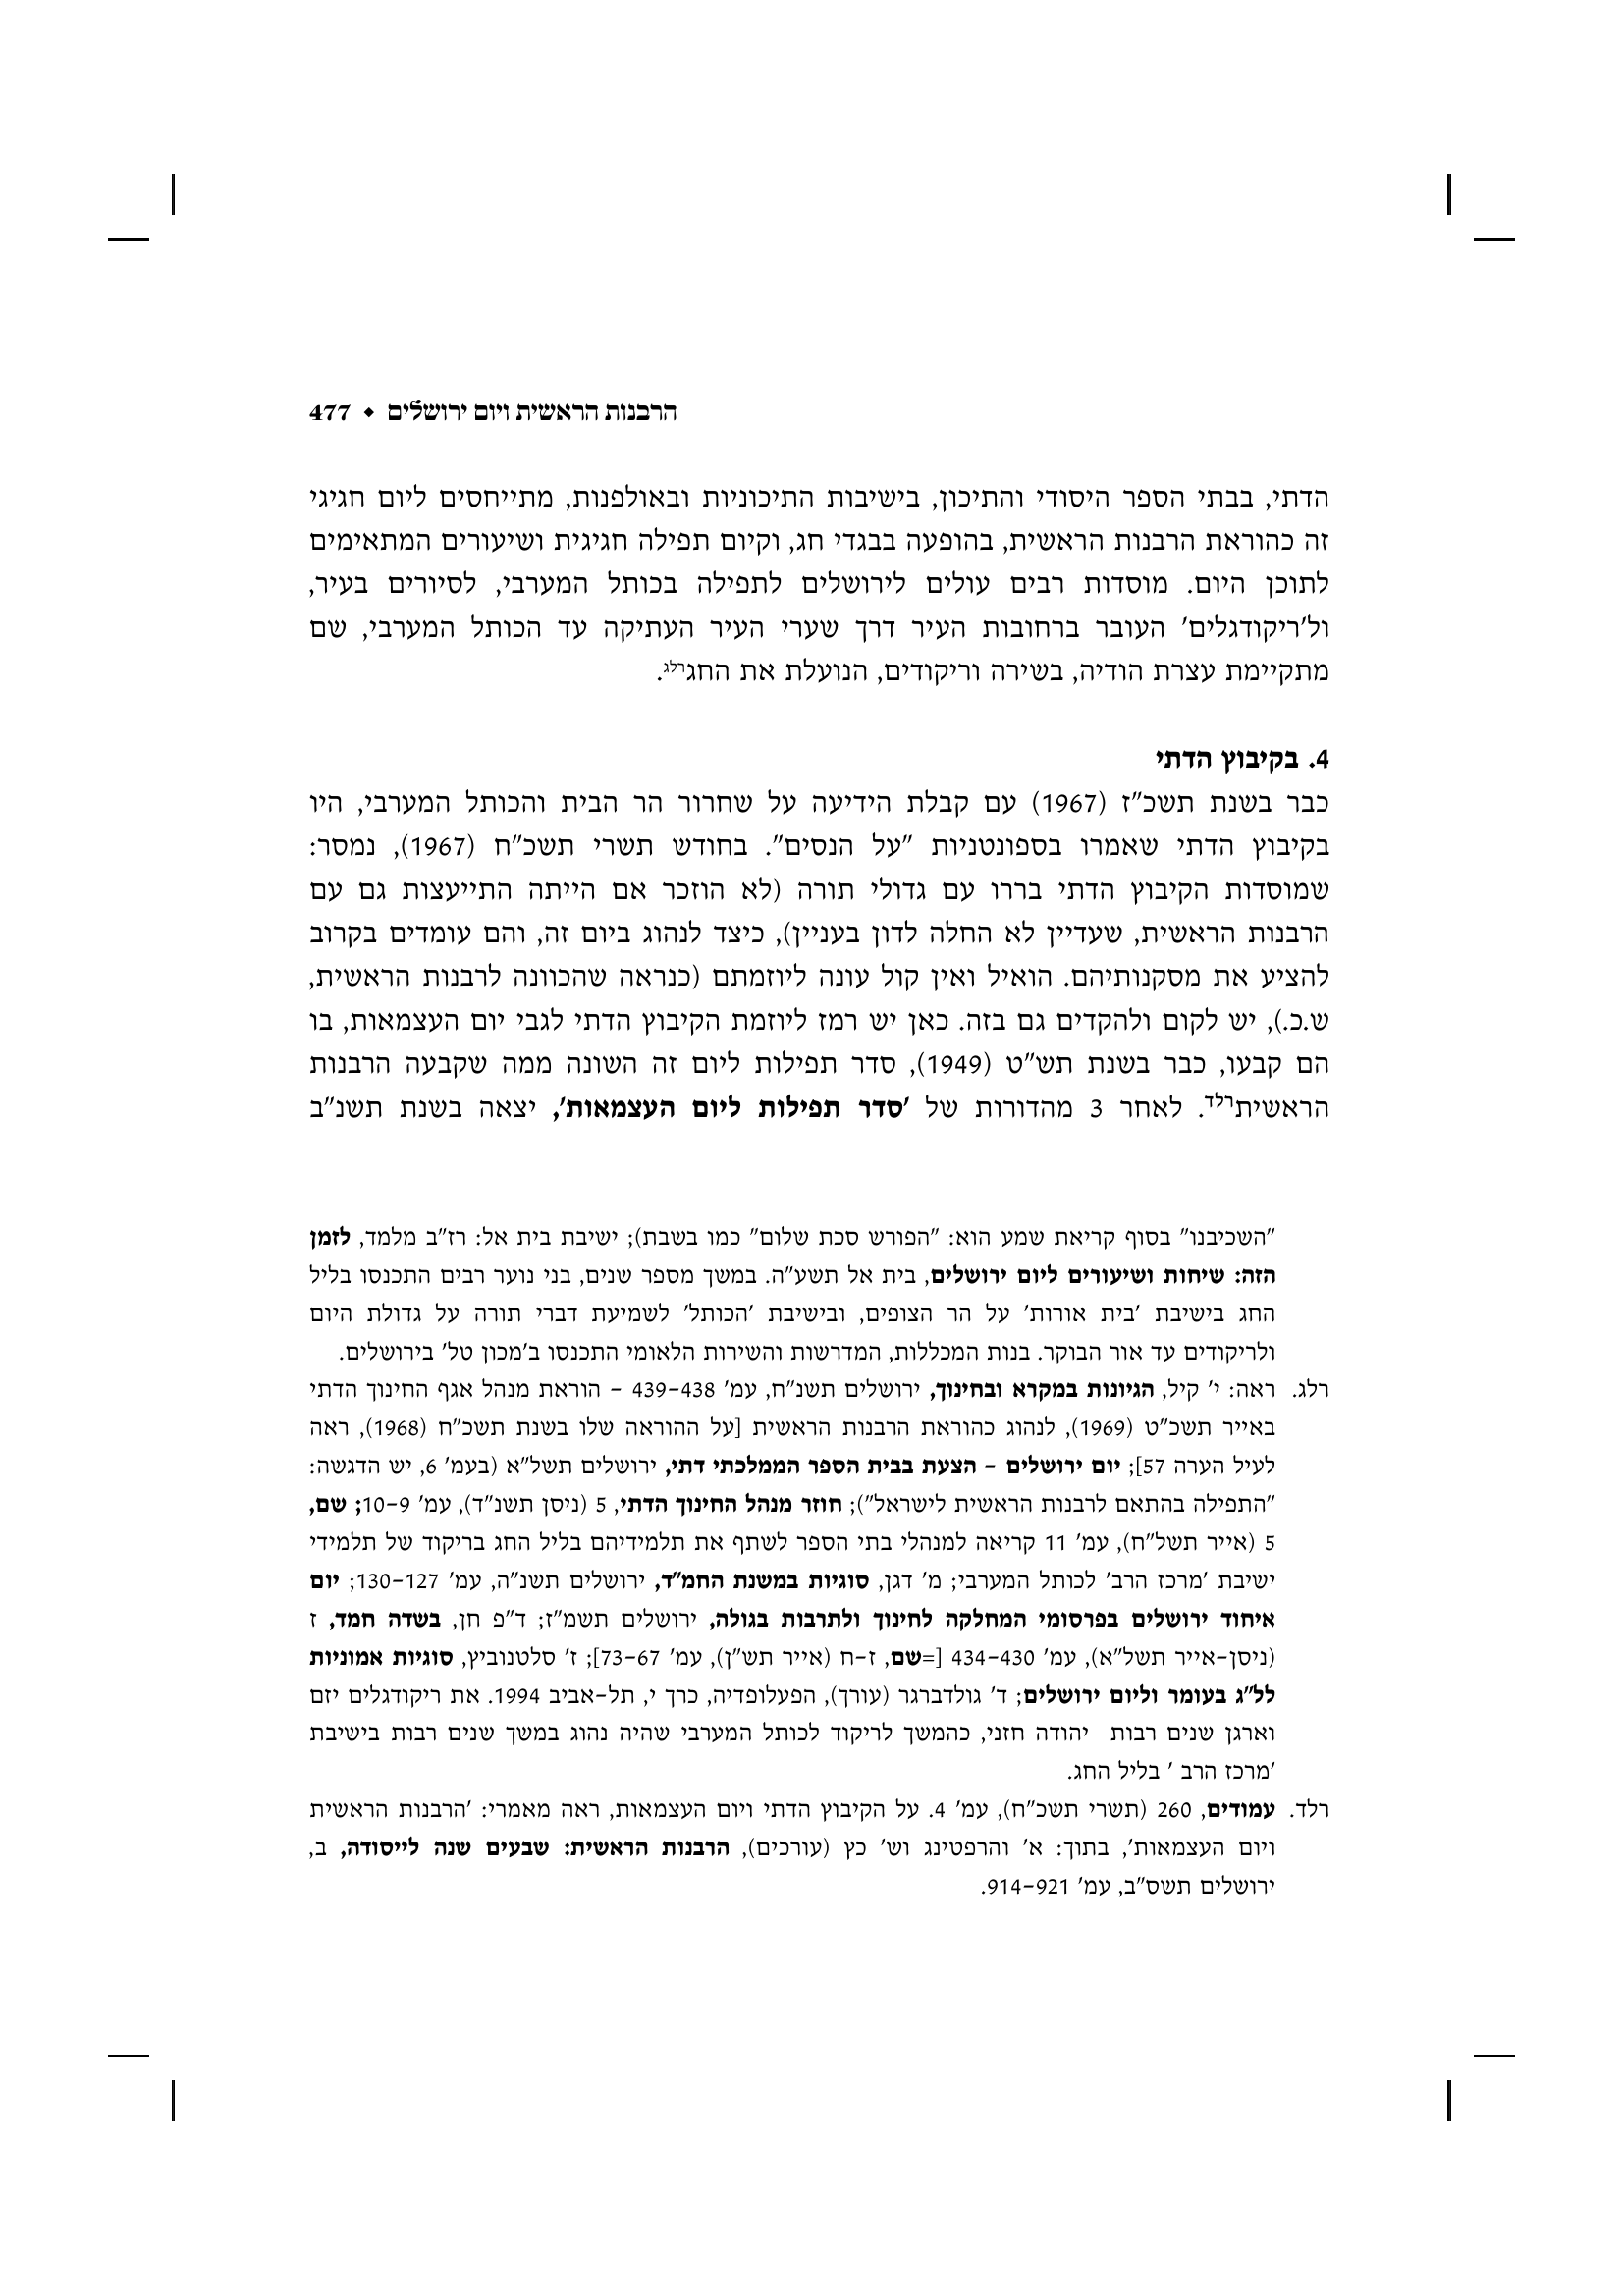 הרבנות הראשית ויום ירושלים ◆ 477
הדתי, בבתי הספר היסודי והתיכון, בישיבות התיכוניות ובאולפנות, מתייחסים ליום חגיגי
זה כהוראת הרבנות הראשית, בהופעה בבגדי חג, וקיום תפילה חגיגית ושיעורים המתאימים
לתוכן היום. מוסדות רבים עולים לירושלים לתפילה בכותל המערבי, לסיורים בעיר,
ול'ריקודגלים' העובר ברחובות העיר דרך שערי העיר העתיקה עד הכותל המערבי, שם
מתקיימת עצרת הודיה, בשירה וריקודים, הנועלת את החגרלג.
4. בקיבוץ הדתי
כבר בשנת תשכ"ז (1967) עם קבלת הידיעה על שחרור הר הבית והכותל המערבי, היו
בקיבוץ הדתי שאמרו בספונטניות "על הנסים". בחודש תשרי תשכ"ח (1967), נמסר:
שמוסדות הקיבוץ הדתי בררו עם גדולי תורה (לא הוזכר אם הייתה התייעצות גם עם
הרבנות הראשית, שעדיין לא החלה לדון בעניין), כיצד לנהוג ביום זה, והם עומדים בקרוב
להציע את מסקנותיהם. הואיל ואין קול עונה ליוזמתם (כנראה שהכוונה לרבנות הראשית,
ש.כ.), יש לקום ולהקדים גם בזה. כאן יש רמז ליוזמת הקיבוץ הדתי לגבי יום העצמאות, בו
הם קבעו, כבר בשנת תש"ט (1949), סדר תפילות ליום זה השונה ממה שקבעה הרבנות
הראשיתרלד. לאחר 3 מהדורות של 'סדר תפילות ליום העצמאות', יצאה בשנת תשנ"ב
"השכיבנו" בסוף קריאת שמע הוא: "הפורש סכת שלום" כמו בשבת); ישיבת בית אל: רז"ב מלמד, לזמן
הזה: שיחות ושיעורים ליום ירושלים, בית אל תשע"ה. במשך מספר שנים, בני נוער רבים התכנסו בליל
החג בישיבת 'בית אורות' על הר הצופים, ובישיבת 'הכותל' לשמיעת דברי תורה על גדולת היום
ולריקודים עד אור הבוקר. בנות המכללות, המדרשות והשירות הלאומי התכנסו ב'מכון טל' בירושלים.
רלג. ראה: י' קיל, הגיונות במקרא ובחינוך, ירושלים תשנ"ח, עמ' 439-438 - הוראת מנהל אגף החינוך הדתי
באייר תשכ"ט (1969), לנהוג כהוראת הרבנות הראשית [על ההוראה שלו בשנת תשכ"ח (1968), ראה
לעיל הערה 57]; יום ירושלים - הצעת בבית הספר הממלכתי דתי, ירושלים תשל"א (בעמ' 6, יש הדגשה:
"התפילה בהתאם לרבנות הראשית לישראל"); חוזר מנהל החינוך הדתי, 5 (ניסן תשנ"ד), עמ' 10-9; שם,
5 (אייר תשל"ח), עמ' 11 קריאה למנהלי בתי הספר לשתף את תלמידיהם בליל החג בריקוד של תלמידי
ישיבת 'מרכז הרב' לכותל המערבי; מ' דגן, סוגיות במשנת החמ"ד, ירושלים תשנ"ה, עמ' 130-127; יום
איחוד ירושלים בפרסומי המחלקה לחינוך ולתרבות בגולה, ירושלים תשמ"ז; ד"פ חן, בשדה חמד, ז
(ניסן-אייר תשל"א), עמ' 434-430 [=שם, ז-ח (אייר תש"ן), עמ' 73-67]; ז' סלטנוביץ, סוגיות אמוניות
לל"ג בעומר וליום ירושלים; ד' גולדברגר (עורך), הפעלופדיה, כרך י, תל-אביב 1994. את ריקודגלים יזם
וארגן שנים רבות יהודה חזני, כהמשך לריקוד לכותל המערבי שהיה נהוג במשך שנים רבות בישיבת
'מרכז הרב ' בליל החג.
רלד. עמודים, 260 (תשרי תשכ"ח), עמ' 4. על הקיבוץ הדתי ויום העצמאות, ראה מאמרי: 'הרבנות הראשית
ויום העצמאות', בתוך: א' והרפטינג וש' כץ (עורכים), הרבנות הראשית: שבעים שנה לייסודה, ב,
ירושלים תשס"ב, עמ' 914-921.